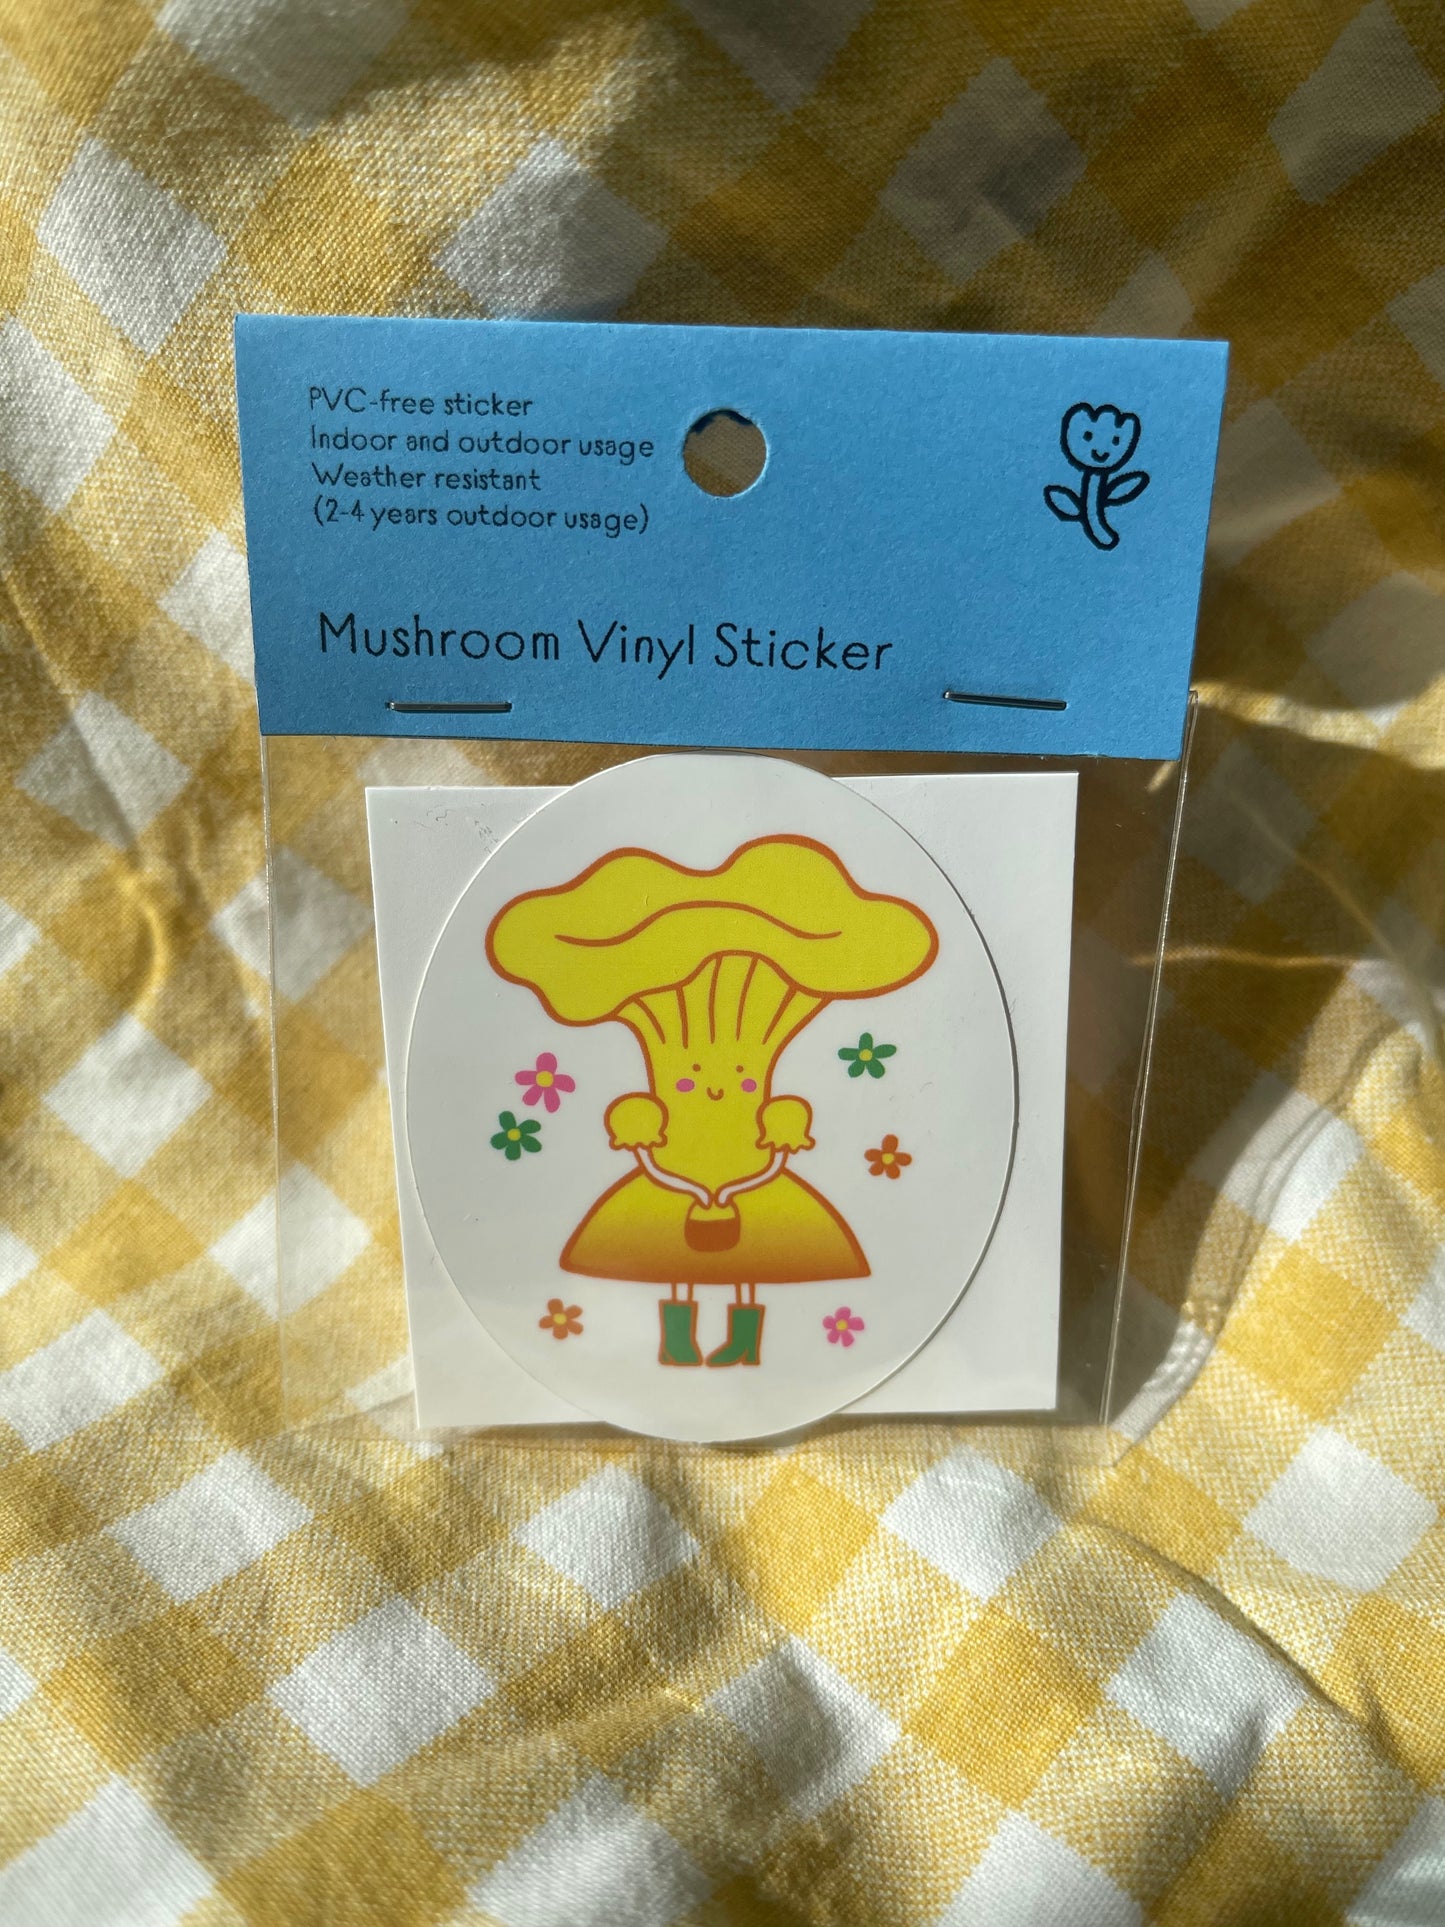 PVC-free sticker
Indoor and outdoor usage
Weather resistant
(2-4 years outdoor usage)
Mushroom Vinyl Sticker